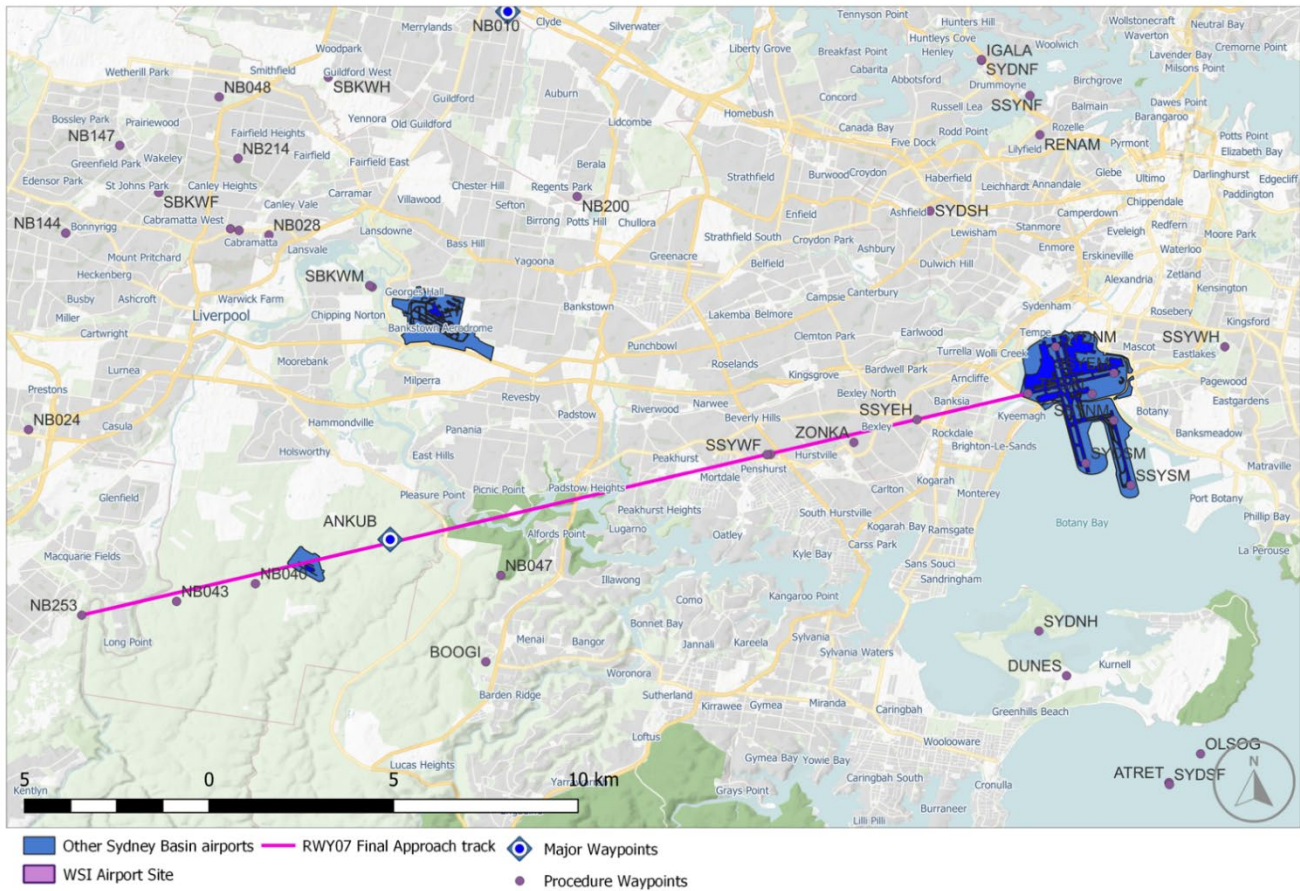 Merrylands
Clyde
Silverwater
Tennyson Point
Hunters Hill
Woolwich
Wollstonecraft
Neutral Bay
NB010
Woodpark
Huntleys Cove
Henley
IGALA
Waverton
Cremorne Point
Liberty Grove
Breakfast Point
Lavender Bay
Milsons Point
Wetherill Park
Smithfield
Guildford West
SBKWH
Cabarita
Abbotsford
SYDNF
Drummoyne
Birchgrove
NB048
Guildford
Auburn
Homebush
Concord
Russell Lea
SSYNF
Balmain
Dawes Point
Barangaroo
Bossley Park
Prairiewood
Yennora
Old Guildford
Lidcombe
Canada Bay
Rodd Point
Rozelle
Potts Point
NB147
Fairfield Heights
Five Dock
Lilyfield
RENAM
Pyrmont
Elizabeth Bay
Greenfield Park
Wakeley
NB214
Fairfield
Fairfield East
Berala
Strathfield
Burwood
Croydon
Haberfield
Leichhardt
Annandale
Glebe
Ultimo
Darlinghurst
Edgecliff
Edensor Park
St Johns Park
Canley Heights
Carramar
Villawood
Chester Hill
Regents Park
Paddington
SBKWF
Canley Vale
Sefton
NB200
Enfield
Ashfield
SYDSH
Camperdown
Chippendale
NB144
Bonnyrigg
Cabramatta West
NB028
Lansdowne
Birrong
Potts Hill
Chullora
Croydon Park
Lewisham
Stanmore
Redfern
Moore Park
Cabramatta
Lansvale
Bass Hill
Strathfield South
Enmore
Eveleigh
Waterloo
Mount Pritchard
Yagoona
Greenacre
Ashbury
Erskineville
Centennial Park
Heckenberg
SBKWM
Belfield
Dulwich Hill
Alexandria
Zetland
Busby
Ashcroft
Warwick Farm
Georges Hall
Campsie
Canterbury
Kensington
Miller
Liverpool
Chipping Norton
Bankstown
Lakemba
Belmore
Sydenham
Rosebery
Cartwright
Bankstown Aerodrome
Clemton Park
Earlwood
Tempe
Kingsford
Moorebank
Punchbowl
Turrella
Wolli Creek
Mascot
SSYWH
Lurnea
Milperra
Roselands
Bardwell Park
Eastlakes
Prestons
Revesby
Kingsgrove
Arncliffe
Pagewood
Padstow
Riverwood
Narwee
Bexley North
Banksia
NB024
Casula
Hammondville
Panania
Beverly Hills
SSYEH
Kyeemagh
Botany
Eastgardens
Holsworthy
East Hills
ZONKA
Bexley
Rockdale
Banksmeadow
SSYWF
Hurstville
Brighton-Le-Sands
Peakhurst
Penshurst
Glenfield
Pleasure Point
Picnic Point
Mortdale
Kogarah
Matraville
Padstow Heights
Carlton
Monterey
SSYSM
Port Botany
Peakhurst Heights
South Hurstville
Kogarah Bay
Ramsgate
Botany Bay
Phillip Bay
ANKUB
Alfords Point
Lugarno
Oatley
Carss Park
Macquarie Fields
Kyle Bay
Sans Souci
La Perouse
NB047
Illawong
Sandringham
NB043
Como
Kangaroo Point
NB253
Bonnet Bay
Long Point
Menai
Bangor
Jannali
Kareela
Sylvania
SYDNH
BOOGI
Woronora
Sylvania Waters
DUNES
Kurnell
Barden Ridge
Sutherland
Kirrawee
Gymea
Miranda
Caringbah
Greenhills Beach
Loftus
Woolooware
OLSOG
Gymea Bay
Yowie Bay
5
0
5
10 km
Lucas Heights
Caringbah South
Cronulla
ATRET
SYDSF
N
Kentlyn
Grays Point
Burraneer
Lilli Pilli
Other Sydney Basin airports
RWY07 Final Approach track
Major Waypoints
WSI Airport Site
Procedure Waypoints